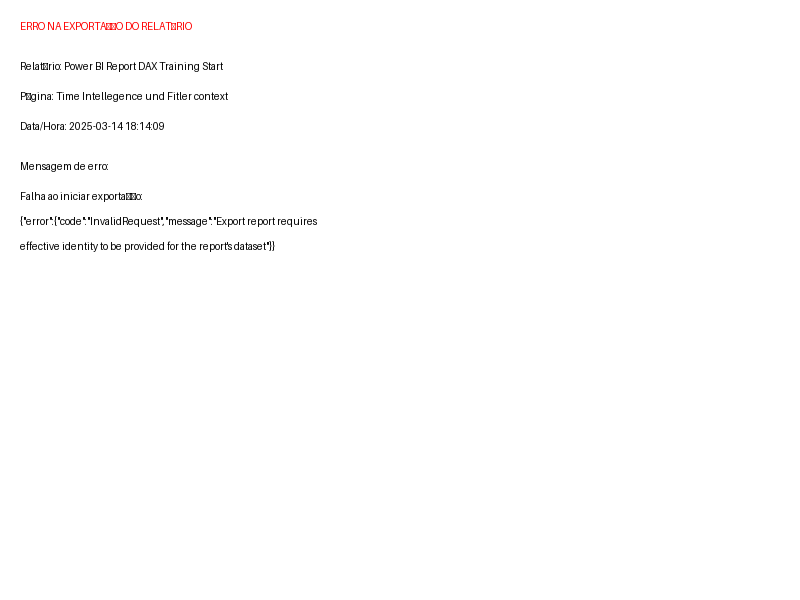 ERRO NA EXPORTA▯▯O DO RELAT▯RIO
Relat▯rio: Power BI Report DAX Training Start
P▯gina: Time Intellegence und Fitler context
Data/Hora: 2025-03-14 18:14:09
Mensagem de erro:
Falha ao iniciar exporta▯▯o:
{"error":{"code":"InvalidRequest","message":"Export report requires
effective identity to be provided for the report's dataset"}}